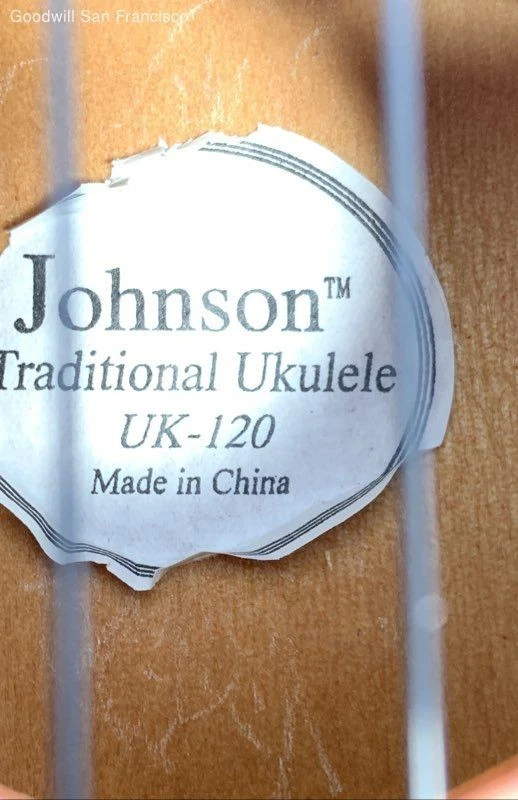 Goodwill San Francisco
Johnson™
Traditional Ukulele
UK-120
Made in China